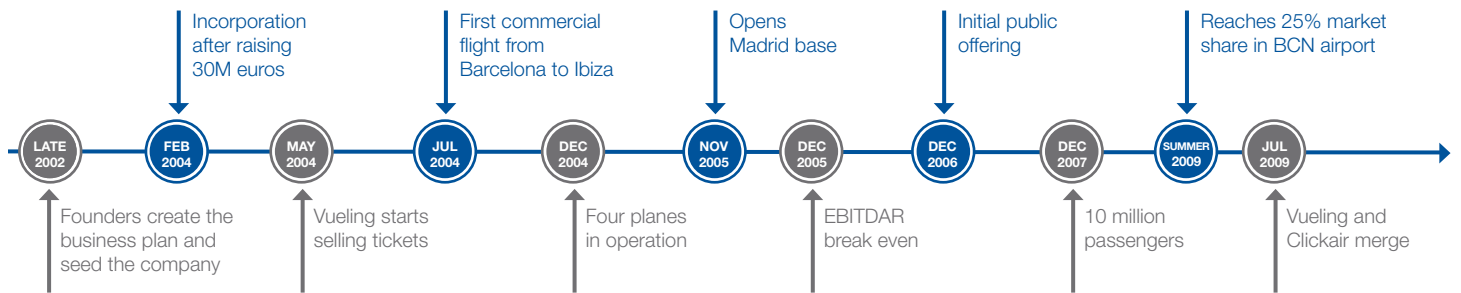 Incorporation
after raising
30M euros
First commercial
flight from
Barcelona to Ibiza
Opens
Madrid base
Initial public
offering
Reaches 25% market
share in BCN airport
LATE
2002
FEB
2004
MAY
2004
JUL
2004
DEC
2004
NOV
2005
DEC
2005
DEC
2006
DEC
2007
SUMMER
2009
JUL
2009
Founders create the
business plan and
seed the company
Vueling starts
selling tickets
Four planes
in operation
EBITDAR
break even
10 million
passengers
Vueling and
Clickair merge